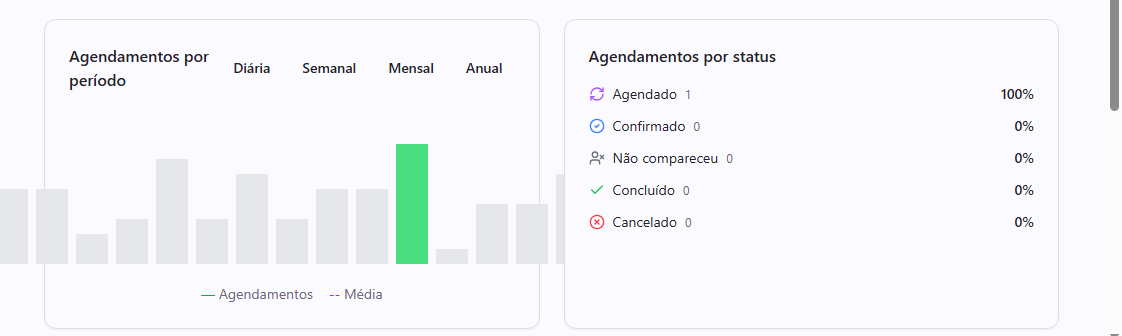 Agendamentos por
período
Diária Semanal Mensal Anual
— Agendamentos -- Média
Agendamentos por status
Agendado 1 100%
Confirmado 0 0%
Não compareceu 0 0%
Concluído 0 0%
Cancelado 0 0%